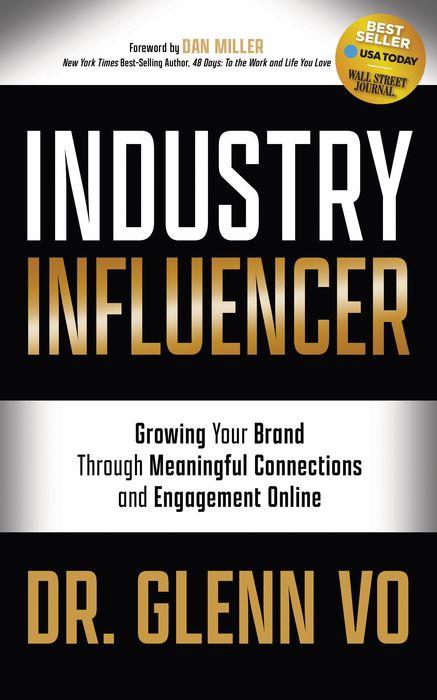 Foreword by DAN MILLER
New York Times Best-Selling Author, 48 Days: To the Work and Life You Love
BEST
SELLER
USA TODAY
WALL STREET
JOURNAL.
INDUSTRY
INFLUENCER
Growing Your Brand
Through Meaningful Connections
and Engagement Online
DR. GLENN VO